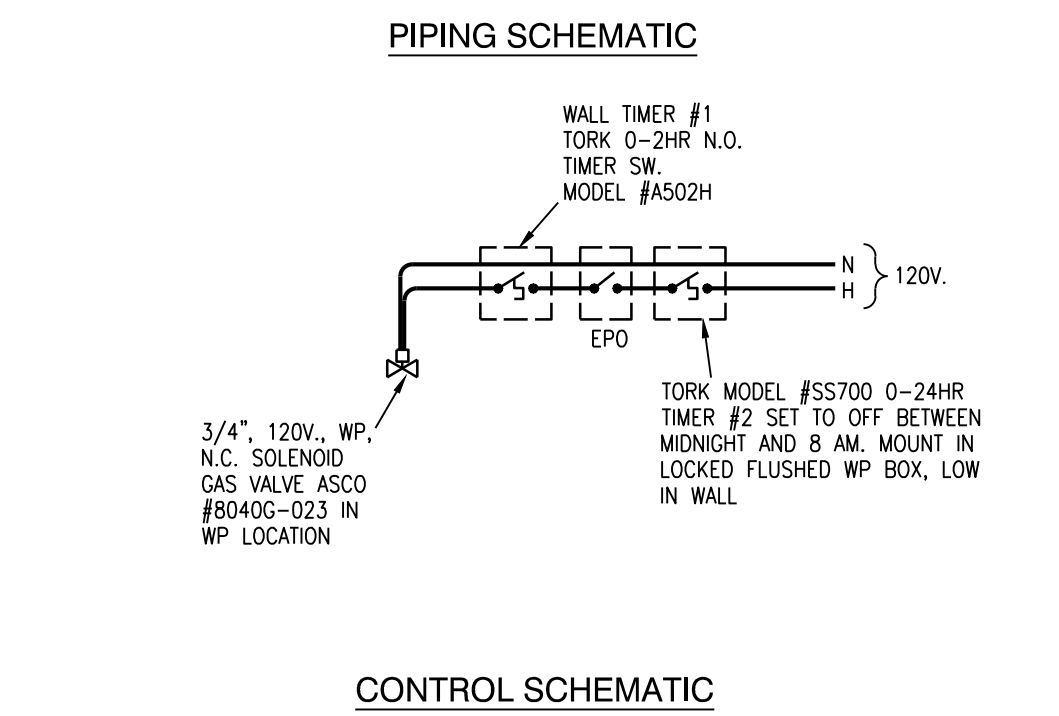 PIPING SCHEMATIC
WALL TIMER #1
TORK 0-2HR N.O.
TIMER SW.
MODEL #A502H
N
H
120V.
EPO
TORK MODEL #SS700 0-24HR
TIMER #2 SET TO OFF BETWEEN
MIDNIGHT AND 8 AM. MOUNT IN
LOCKED FLUSHED WP BOX, LOW
IN WALL
3/4", 120V., WP,
N.C. SOLENOID
GAS VALVE ASCO
#8040G-023 IN
WP LOCATION
CONTROL SCHEMATIC